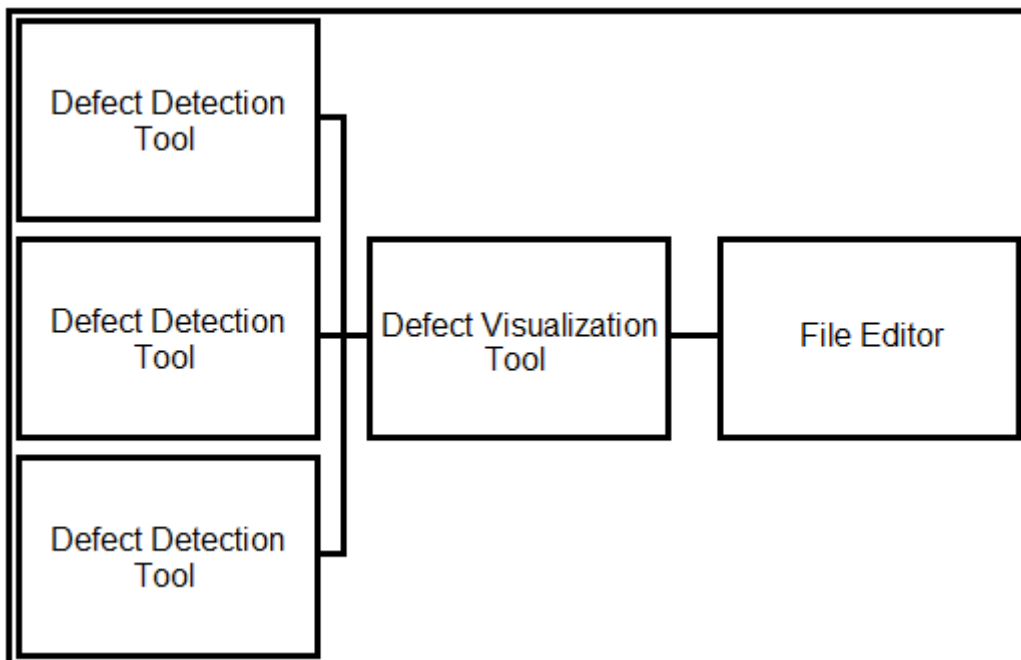 Defect Detection
Tool
Defect Detection
Tool
Defect Visualization
Tool
File Editor
Defect Detection
Tool